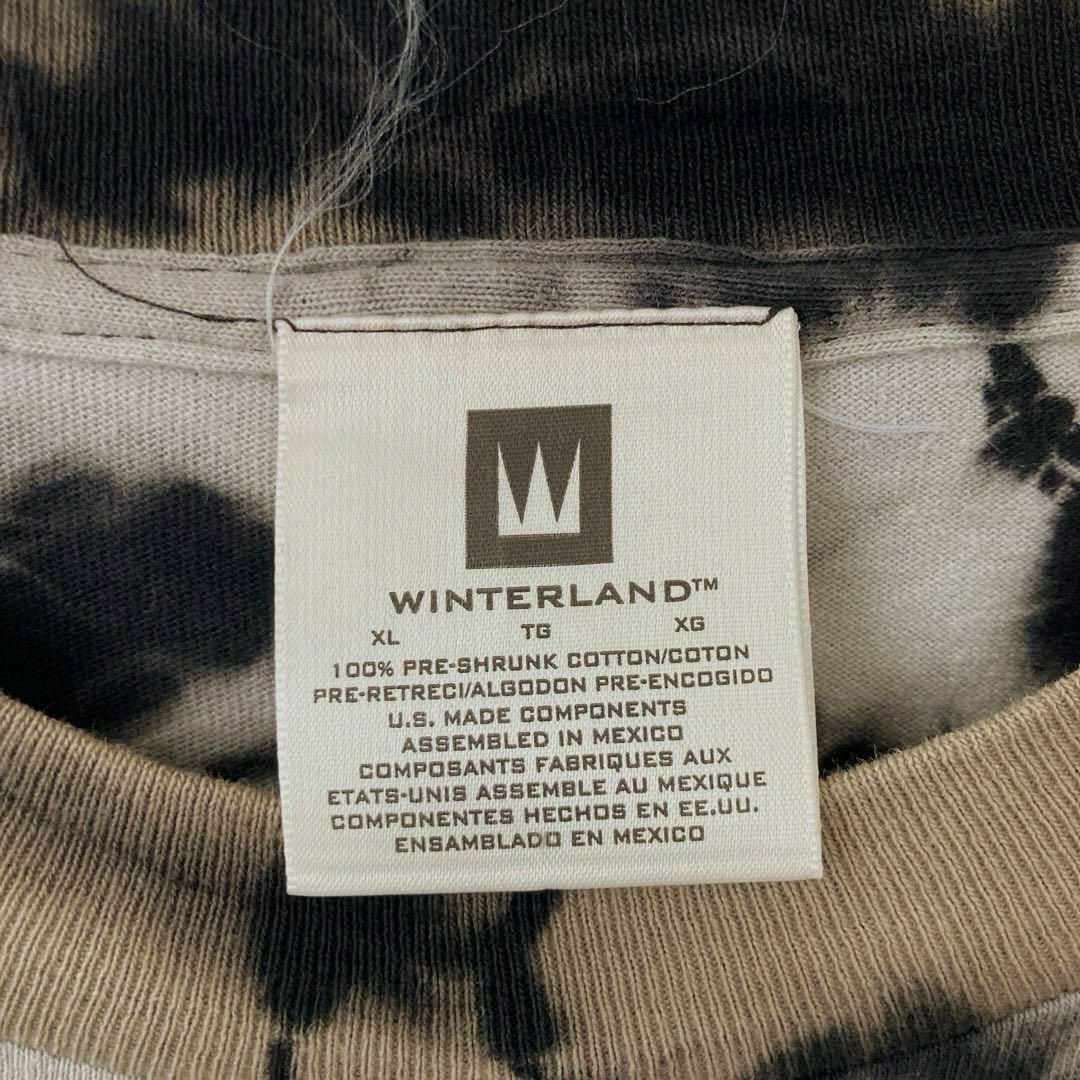 W
WINTERLAND™
XL TG XG
100% PRE-SHRUNK COTTON/COTON
PRE-RETRECI/ALGODON PRE-ENCOGIDO
U.S. MADE COMPONENTS
ASSEMBLED IN MEXICO
COMPOSANTS FABRIQUES AUX
ETATS-UNIS ASSEMBLE AU MEXIQUE
COMPONENTES HECHOS EN EE.UU.
ENSAMBLADO EN MEXICO